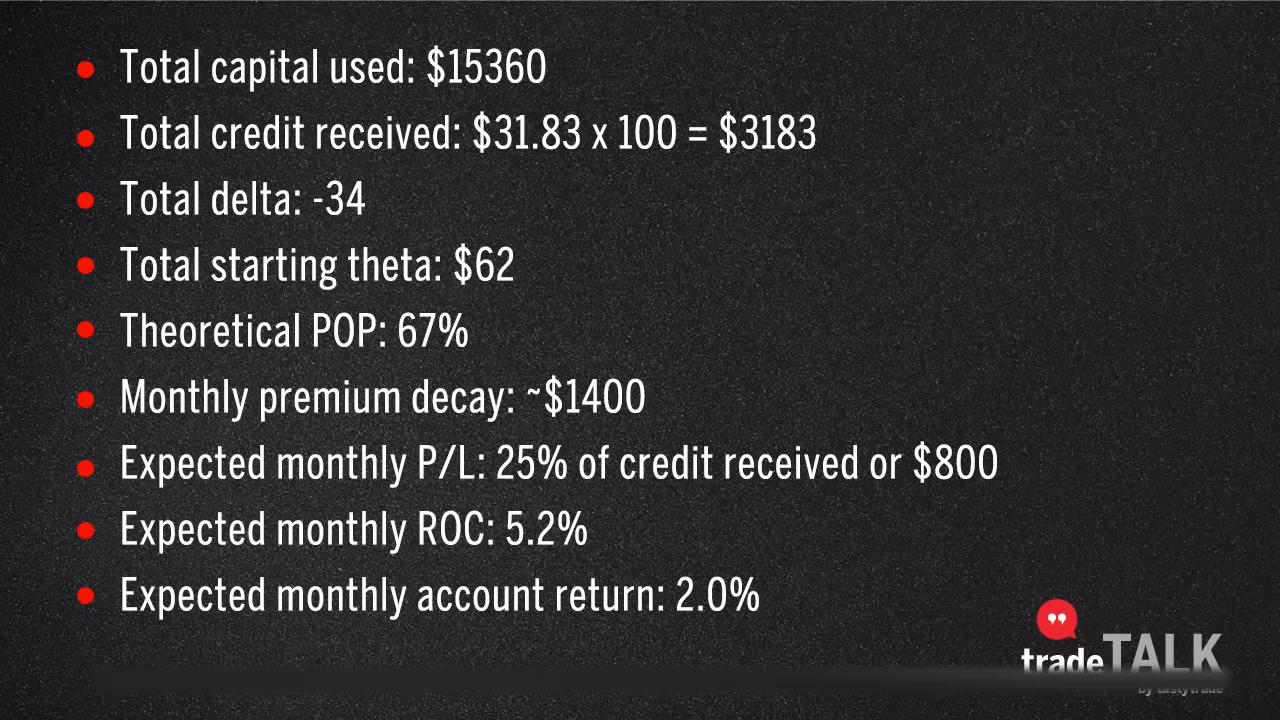 Total capital used: $15360
Total credit received: $31.83 x 100 = $3183
Total delta: -34
Total starting theta: $62
Theoretical POP: 67%
Monthly premium decay: ~$1400
Expected monthly P/L: 25% of credit received or $800
Expected monthly ROC: 5.2%
Expected monthly account return: 2.0%
tradeTALK
by tastytrade